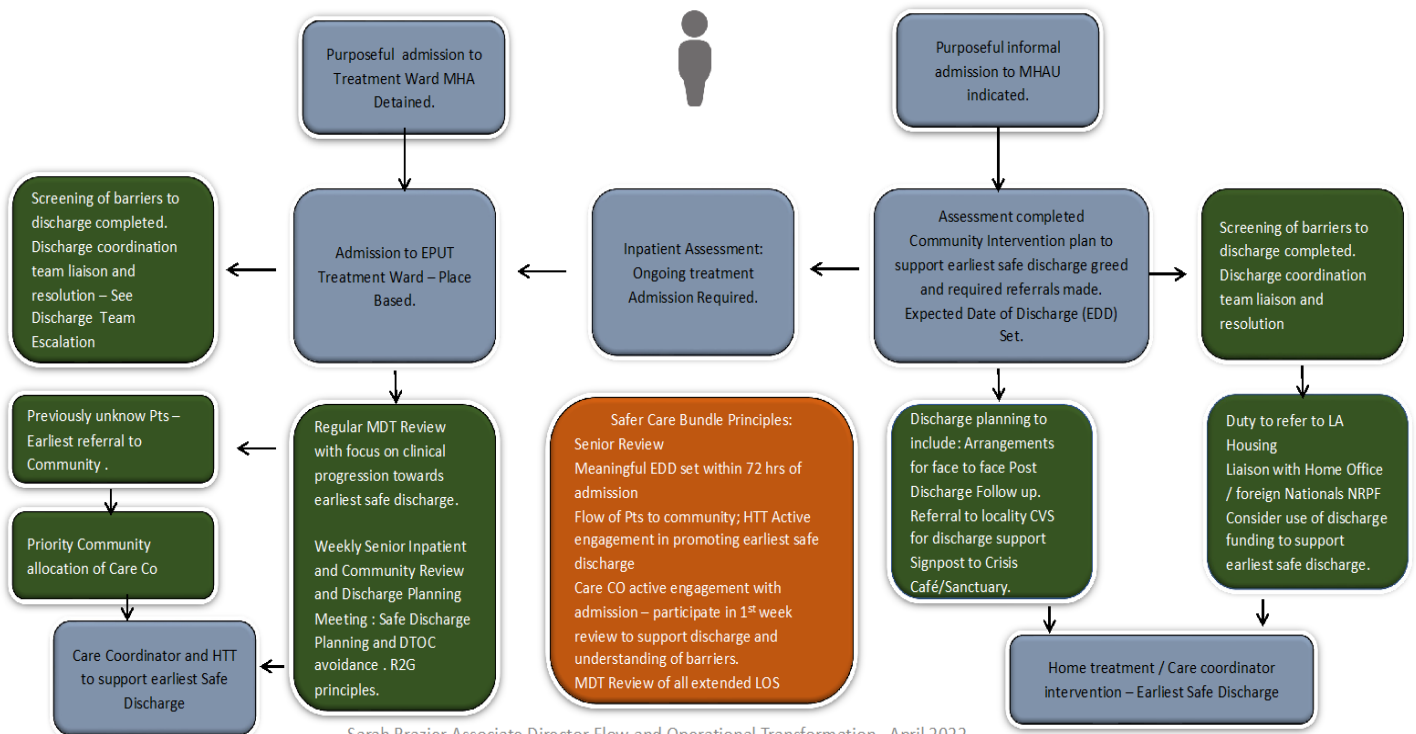 Purposeful admission to
Treatment Ward MHA
Detained.
Purposeful informal
admission to MHAU
indicated.
Screening of barriers to
discharge completed.
Discharge coordination
team liaison and
resolution – See
Discharge Team
Escalation
Admission to EPUT
Treatment Ward – Place
Based.
Inpatient Assessment:
Ongoing treatment
Admission Required.
Assessment completed
Community Intervention plan to
support earliest safe discharge greed
and required referrals made.
Expected Date of Discharge (EDD)
Set.
Screening of barriers to
discharge completed.
Discharge coordination
team liaison and
resolution
Previously unknow Pts –
Earliest referral to
Community .
Priority Community
allocation of Care Co
Care Coordinator and HTT
to support earliest Safe
Discharge
Regular MDT Review
with focus on clinical
progression towards
earliest safe discharge.
Weekly Senior Inpatient
and Community Review
and Discharge Planning
Meeting : Safe Discharge
Planning and DTOC
avoidance . R2G
principles.
Safer Care Bundle Principles:
Senior Review
Meaningful EDD set within 72 hrs of
admission
Flow of Pts to community; HTT Active
engagement in promoting earliest safe
discharge
Care CO active engagement with
admission – participate in 1st week
review to support discharge and
understanding of barriers.
MDT Review of all extended LOS
Discharge planning to
include: Arrangements
for face to face Post
Discharge Follow up.
Referral to locality CVS
for discharge support
Signpost to Crisis
Café/Sanctuary.
Duty to refer to LA
Housing
Liaison with Home Office
/ foreign Nationals NRPF
Consider use of discharge
funding to support
earliest safe discharge.
Home treatment / Care coordinator
intervention – Earliest Safe Discharge
Sarah Brazier Associate Director Flow and Operational Transformation April 2022